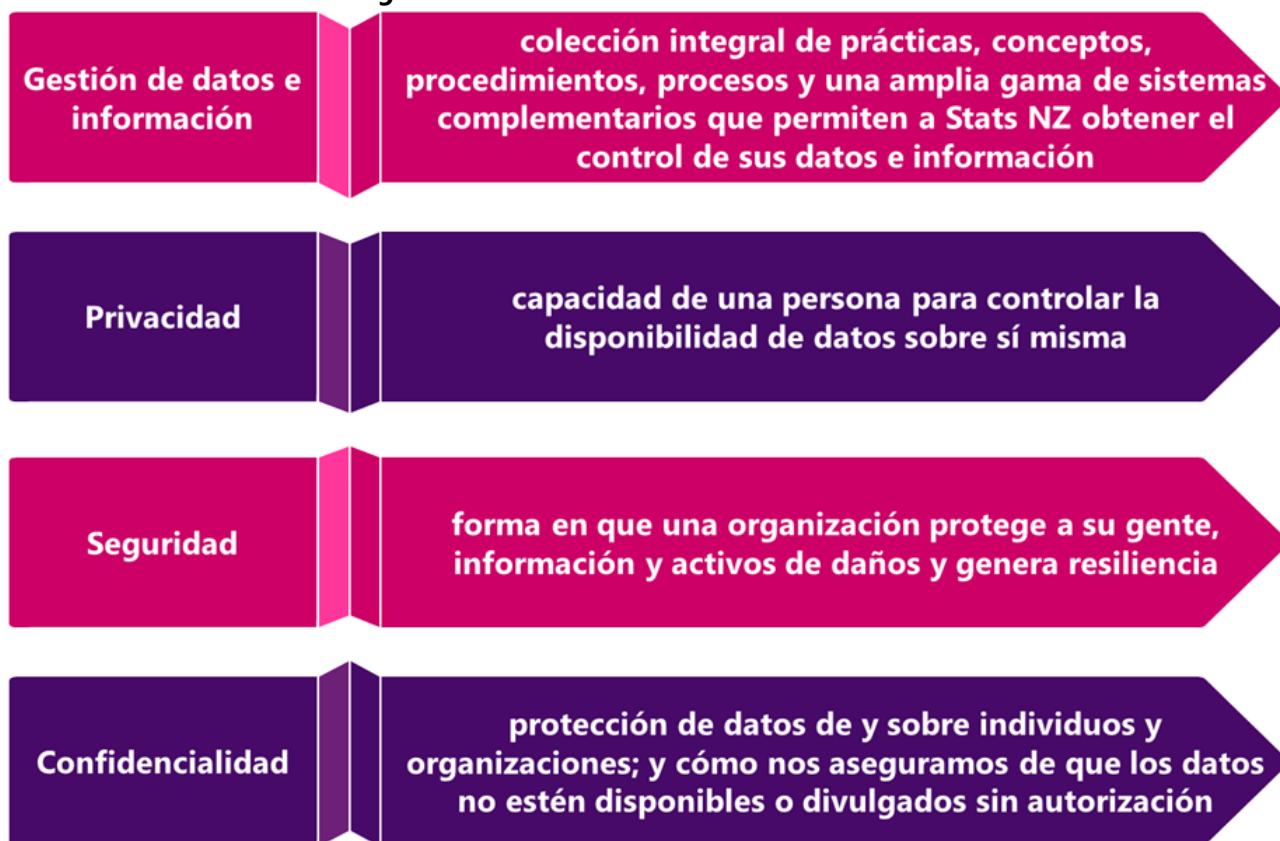 Gestión de datos e
información
colección integral de prácticas, conceptos,
procedimientos, procesos y una amplia gama de sistemas
complementarios que permiten a Stats NZ obtener el
control de sus datos e información
Privacidad
capacidad de una persona para controlar la
disponibilidad de datos sobre sí misma
Seguridad
forma en que una organización protege a su gente,
información y activos de daños y genera resiliencia
Confidencialidad
protección de datos de y sobre individuos y
organizaciones; y cómo nos aseguramos de que los datos
no estén disponibles o divulgados sin autorización